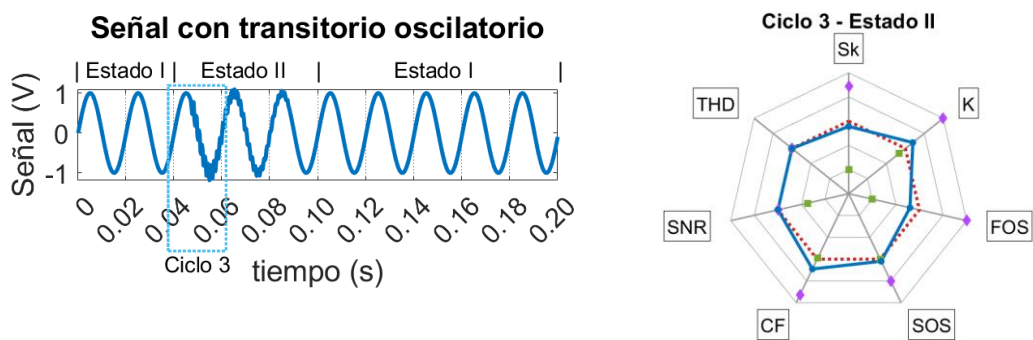 Señal con transitorio oscilatorio
| Estado I | Estado II | Estado I |
Señal (V)
1
0
-1
0 0.02 0.04 0.06 0.08 0.10 0.12 0.14 0.16 0.18 0.20
Ciclo 3
tiempo (s)
Ciclo 3 - Estado II
Sk
THD
K
SNR
FOS
CF
SOS